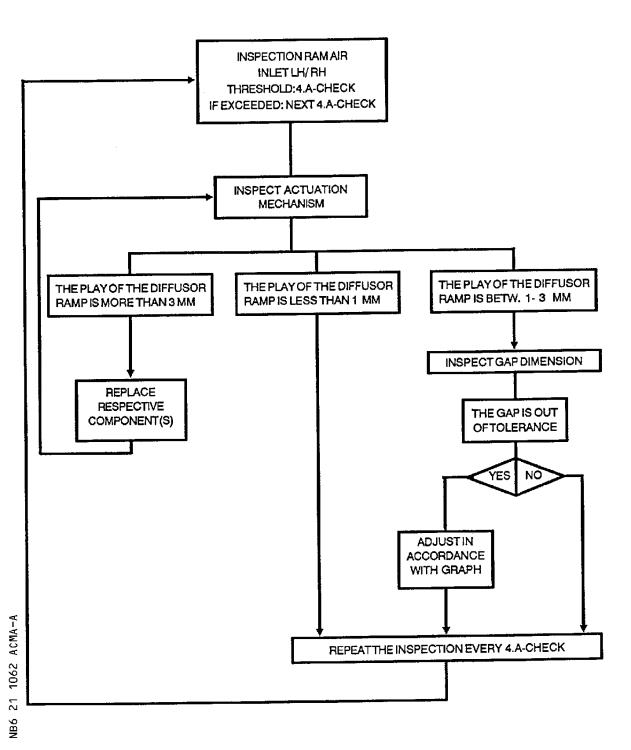 INSPECTION RAM AIR
INLET LH/ RH
THRESHOLD: 4.A-CHECK
IF EXCEEDED: NEXT 4.A-CHECK
INSPECT ACTUATION
MECHANISM
THE PLAY OF THE DIFFUSOR
RAMP IS MORE THAN 3 MM
THE PLAY OF THE DIFFUSOR
RAMP IS LESS THAN 1 MM
THE PLAY OF THE DIFFUSOR
RAMP IS BETW. 1- 3 MM
INSPECT GAP DIMENSION
REPLACE
RESPECTIVE
COMPONENT(S)
THE GAP IS OUT
OF TOLERANCE
YES NO
ADJUST IN
ACCORDANCE
WITH GRAPH
REPEAT THE INSPECTION EVERY 4.A-CHECK
NB6 21 1062 ACMA-A